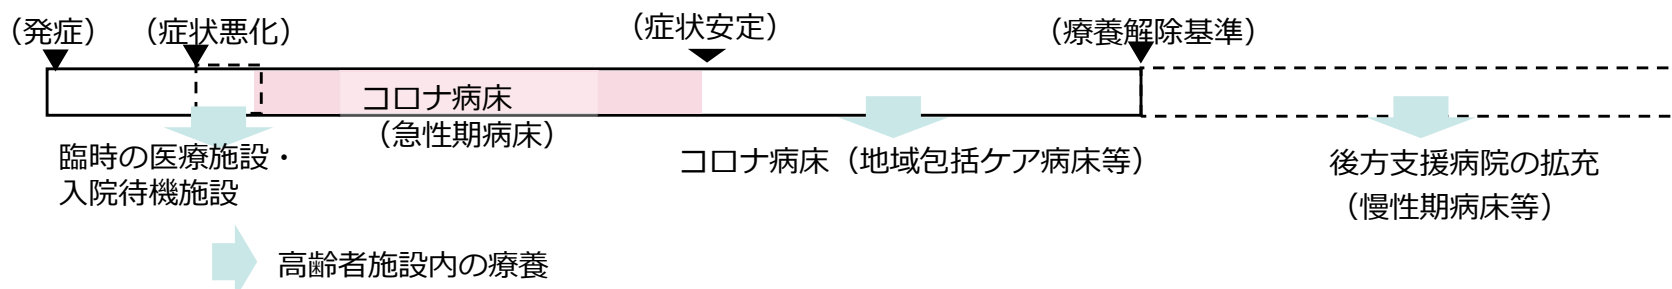 （発症）
（症状悪化）
（症状安定）
（療養解除基準）
コロナ病床
（急性期病床）
臨時の医療施設・
入院待機施設
コロナ病床（地域包括ケア病床等）
後方支援病院の拡充
（慢性期病床等）
高齢者施設内の療養